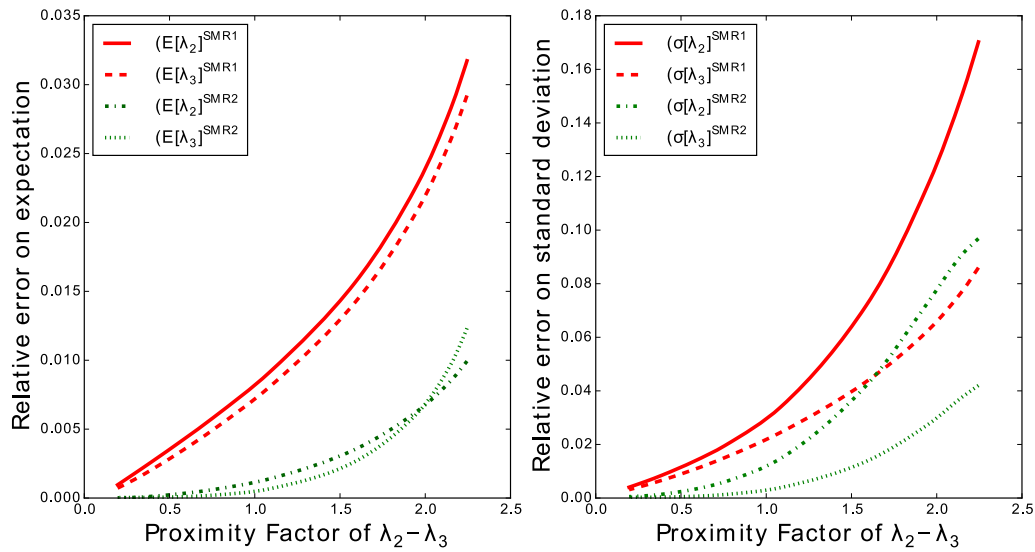 Relative error on expectation
0.035
0.030
0.025
0.020
0.015
0.010
0.005
0.000
(E[λ₂]^SMR1
(E[λ₃]^SMR1
(E[λ₂]^SMR2
(E[λ₃]^SMR2
0.0 0.5 1.0 1.5 2.0 2.5
Proximity Factor of λ₂−λ₃
Relative error on standard deviation
0.18
0.16
0.14
0.12
0.10
0.08
0.06
0.04
0.02
0.00
(σ[λ₂]^SMR1
(σ[λ₃]^SMR1
(σ[λ₂]^SMR2
(σ[λ₃]^SMR2
0.0 0.5 1.0 1.5 2.0 2.5
Proximity Factor of λ₂−λ₃